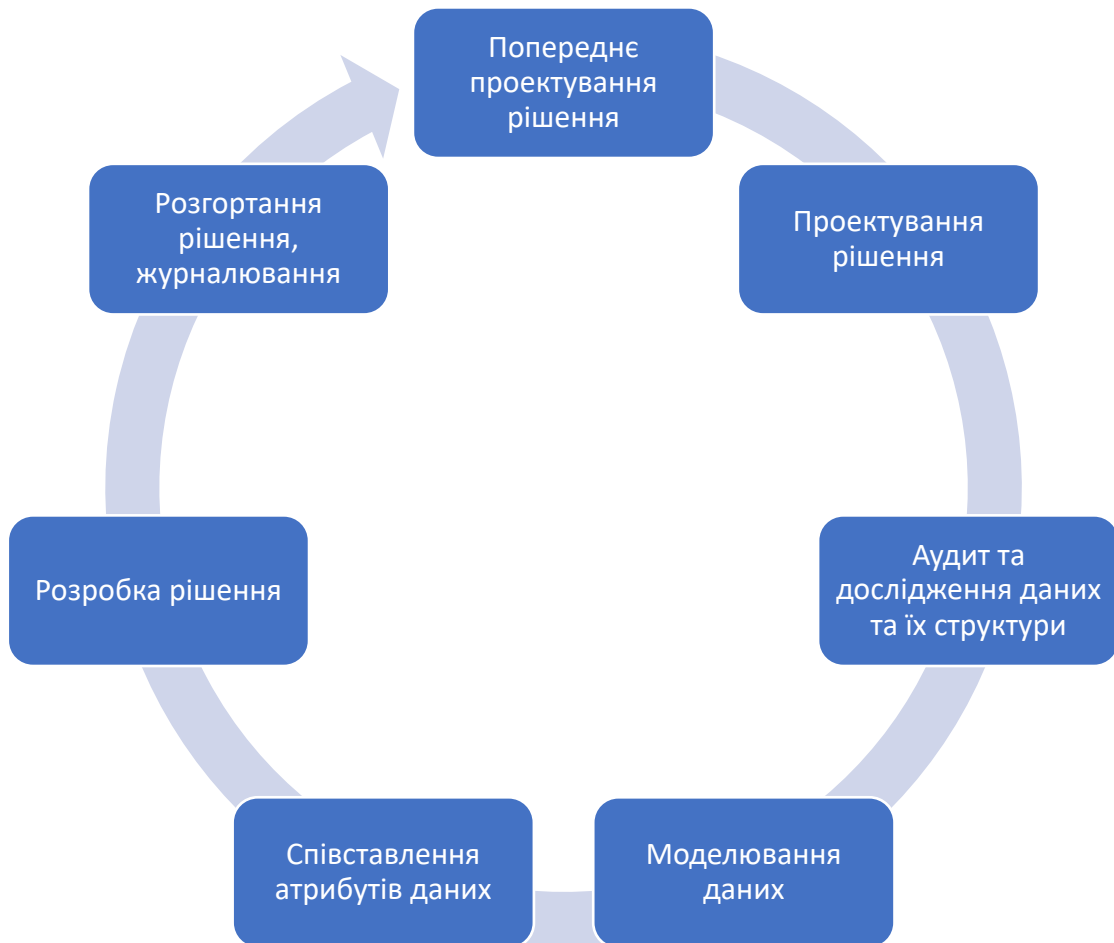 Попереднє
проектування
рішення
Проектування
рішення
Аудит та
дослідження даних
та їх структури
Моделювання
даних
Співставлення
атрибутів даних
Розробка рішення
Розгортання
рішення,
журналювання